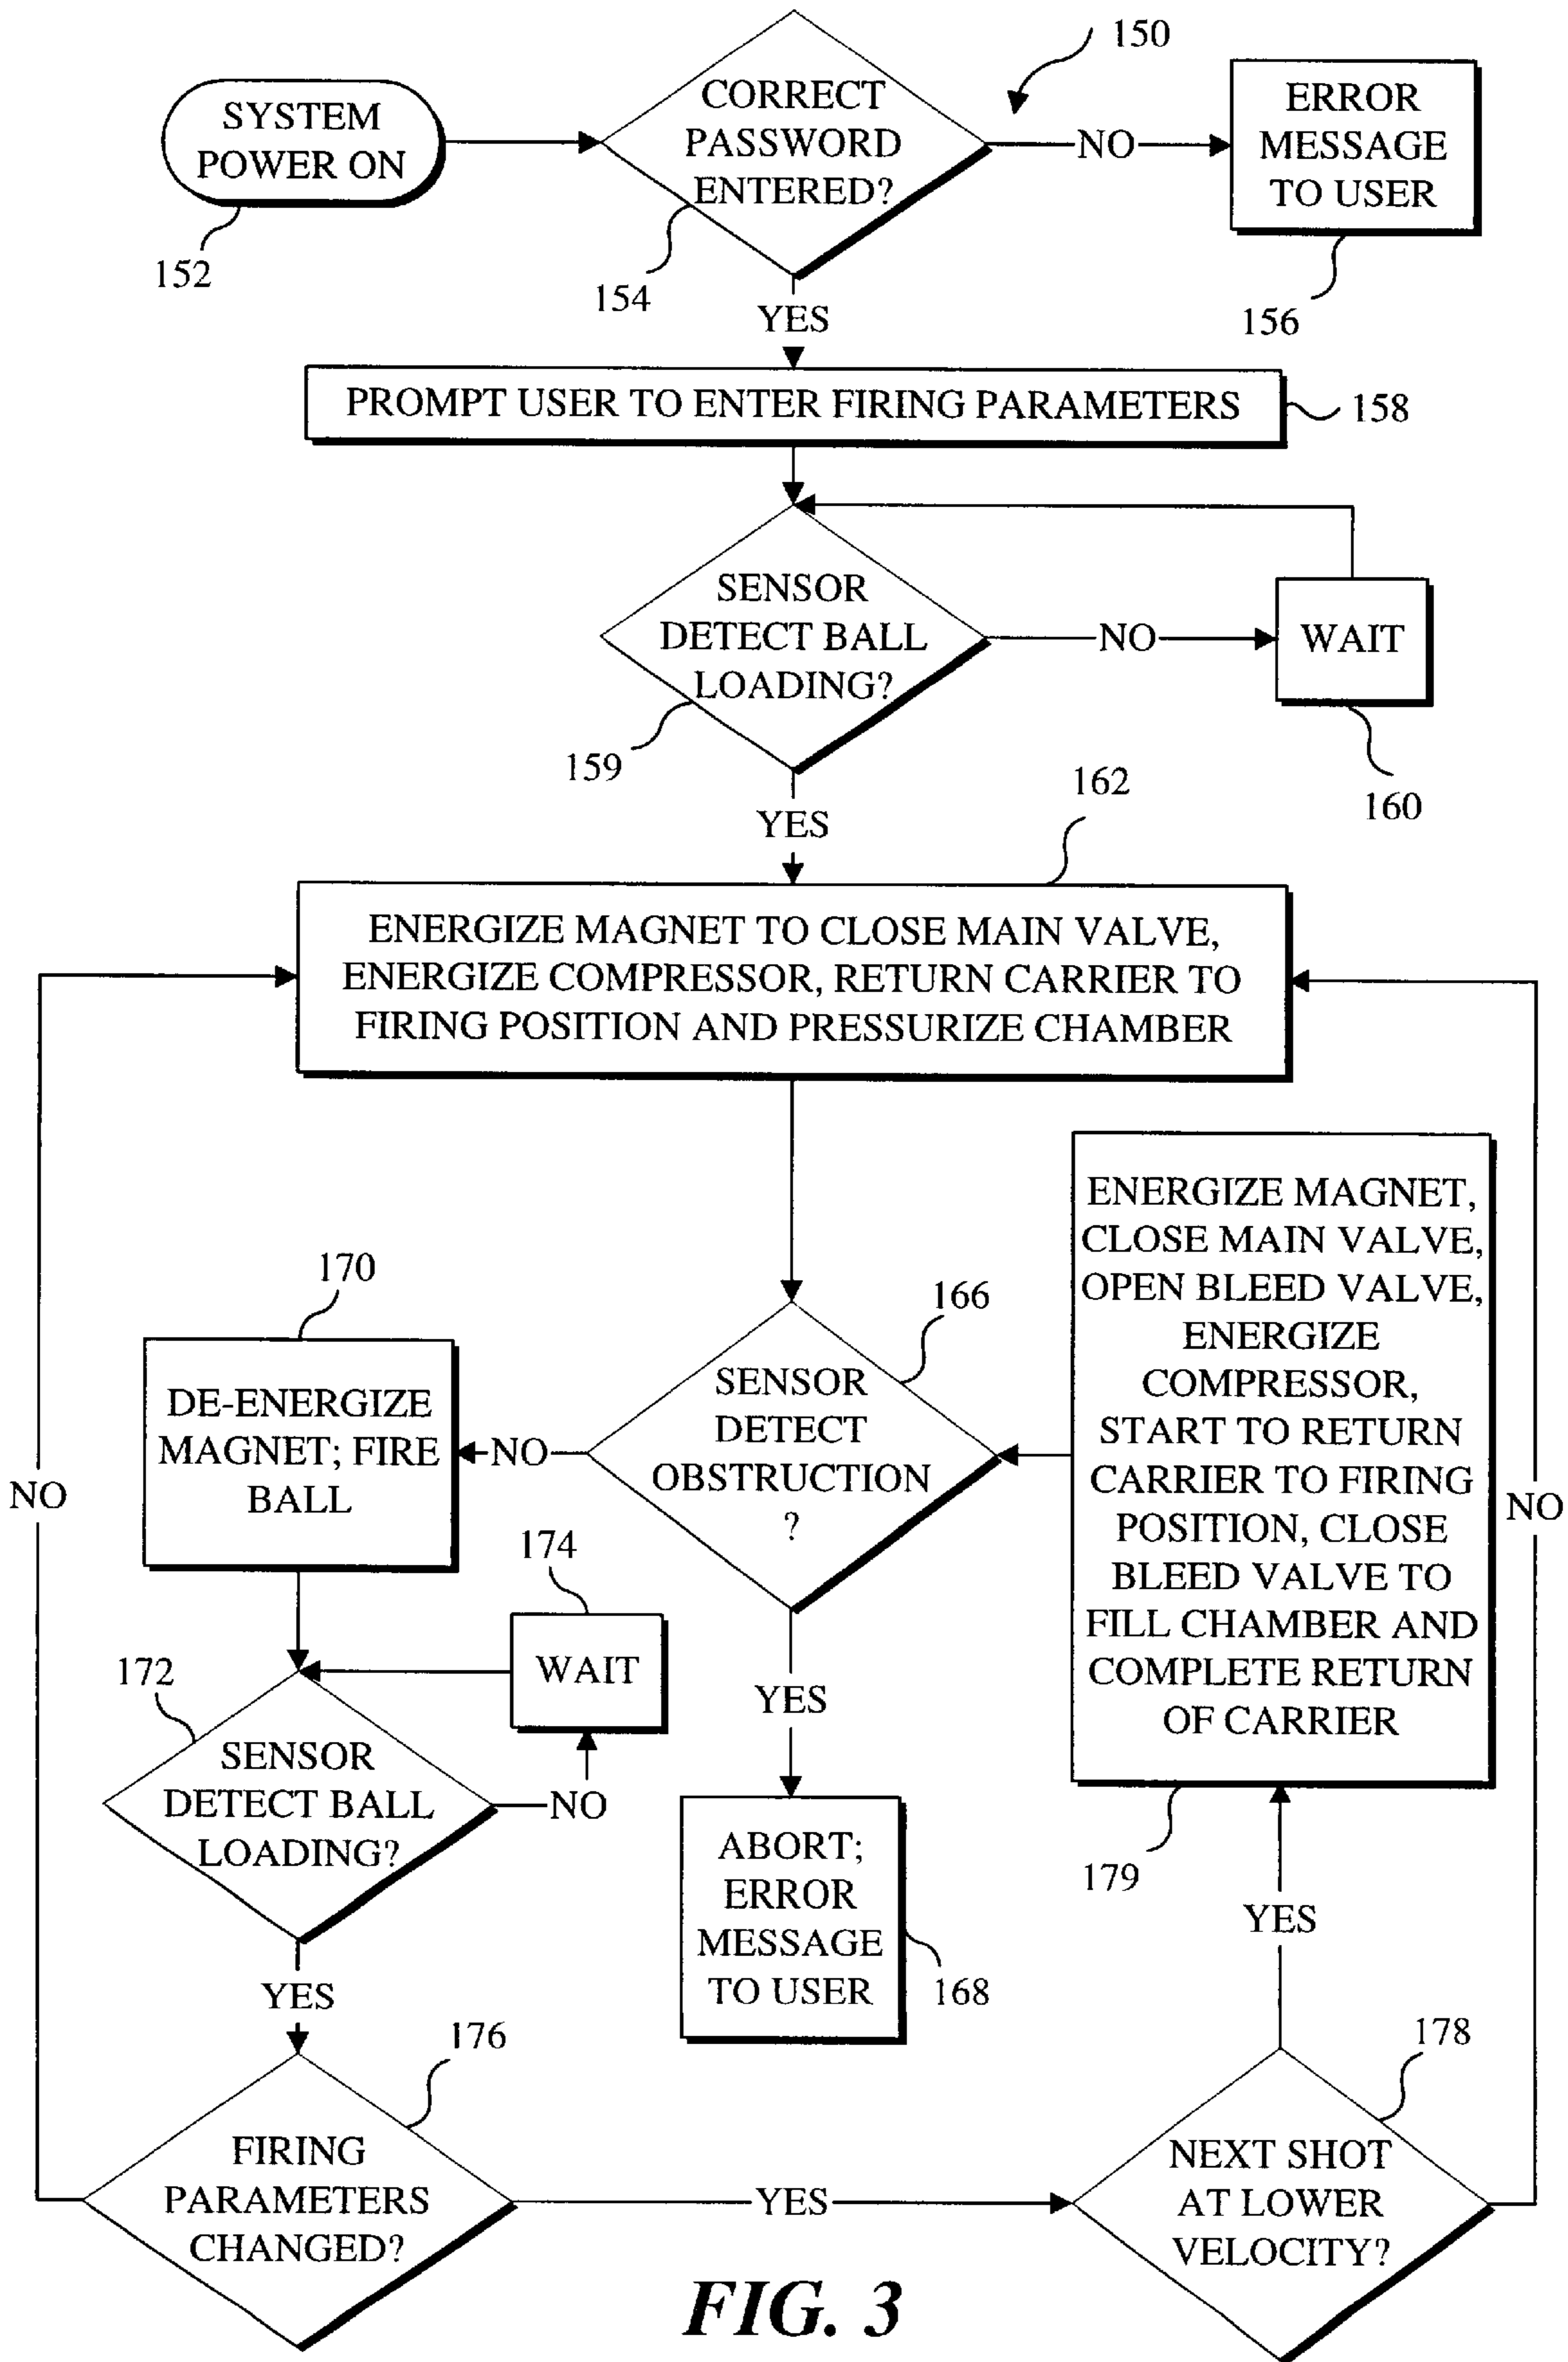 150
SYSTEM
POWER ON
152
CORRECT
PASSWORD
ENTERED?
154
NO
ERROR
MESSAGE
TO USER
156
YES
PROMPT USER TO ENTER FIRING PARAMETERS
158
SENSOR
DETECT BALL
LOADING?
159
NO
WAIT
160
YES
162
ENERGIZE MAGNET TO CLOSE MAIN VALVE,
ENERGIZE COMPRESSOR, RETURN CARRIER TO
FIRING POSITION AND PRESSURIZE CHAMBER
166
SENSOR
DETECT
OBSTRUCTION
?
NO
170
DE-ENERGIZE
MAGNET; FIRE
BALL
YES
ABORT;
ERROR
MESSAGE
TO USER
168
172
SENSOR
DETECT BALL
LOADING?
NO
174
WAIT
YES
176
FIRING
PARAMETERS
CHANGED?
NO
YES
178
NEXT SHOT
AT LOWER
VELOCITY?
NO
YES
ENERGIZE MAGNET,
CLOSE MAIN VALVE,
OPEN BLEED VALVE,
ENERGIZE
COMPRESSOR,
START TO RETURN
CARRIER TO FIRING
POSITION, CLOSE
BLEED VALVE TO
FILL CHAMBER AND
COMPLETE RETURN
OF CARRIER
179
FIG. 3